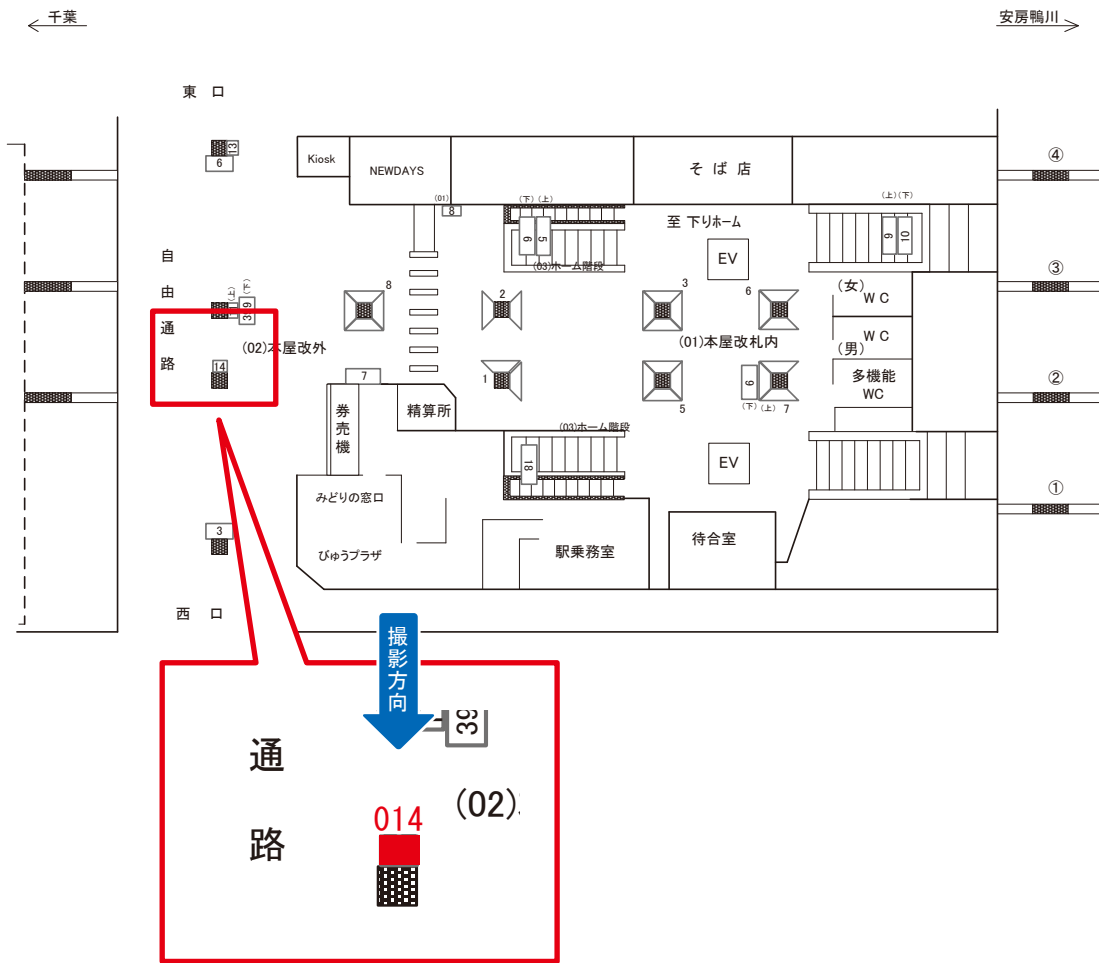 千葉
安房鴨川
東 口
13
6
Kiosk
NEWDAYS
そ ば 店
④
(01)
8
(下)(上)
9
5
至 下りホーム
(上)(下)
9
10
EV
自由通路
(03)ホーム階段
③
(上)
(下)
39
8
2
3
6
(女)
W C
(02)本屋改外
(01)本屋改札内
W C
(男)
14
7
1
5
6
(下)
(上)
7
多機能
WC
②
精算所
券売機
(03)ホーム階段
18
EV
みどりの窓口
①
3
びゅうプラザ
駅乗務室
待合室
西 口
撮影方向
39
通
路
(02)
014